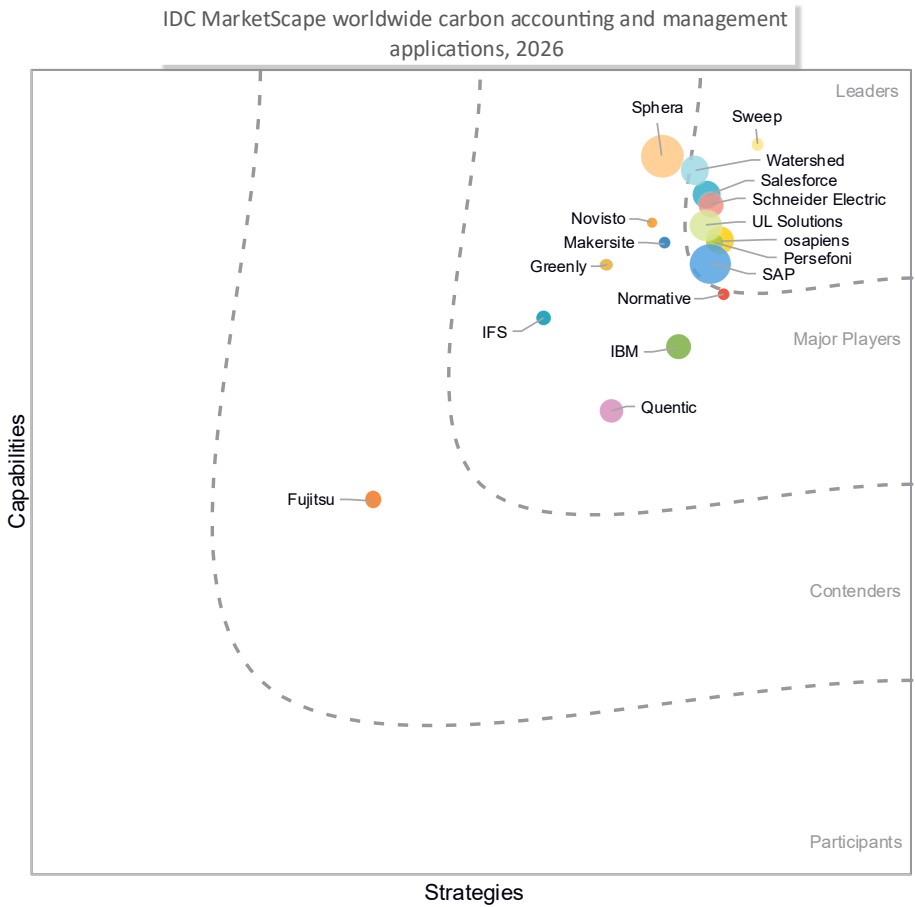 IDC MarketScape worldwide carbon accounting and management
applications, 2026
Leaders
Sphera
Sweep
Watershed
Salesforce
Schneider Electric
Novisto
UL Solutions
Makersite
osapiens
Persefoni
Greenly
SAP
Normative
IFS
Major Players
IBM
Quentic
Capabilities
Fujitsu
Contenders
Participants
Strategies